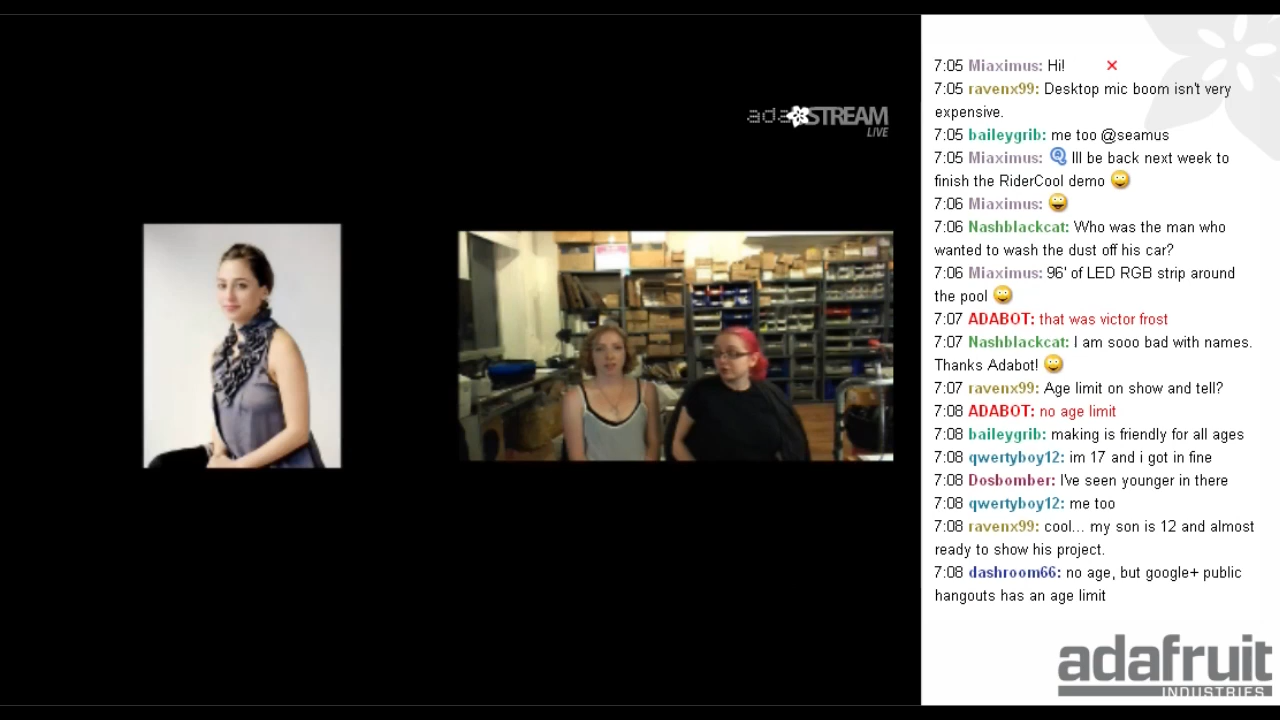 ada STREAM
LIVE
7:05 Miaximus: Hi!
7:05 ravenx99: Desktop mic boom isn't very
expensive.
7:05 baileygrib: me too @seamus
7:05 Miaximus: Ill be back next week to
finish the RiderCool demo
7:06 Miaximus:
7:06 Nashblackcat: Who was the man who
wanted to wash the dust off his car?
7:06 Miaximus: 96' of LED RGB strip around
the pool
7:07 ADABOT: that was victor frost
7:07 Nashblackcat: I am sooo bad with names.
Thanks Adabot!
7:07 ravenx99: Age limit on show and tell?
7:08 ADABOT: no age limit
7:08 baileygrib: making is friendly for all ages
7:08 qwertyboy12: im 17 and i got in fine
7:08 Dosbomber: I've seen younger in there
7:08 qwertyboy12: me too
7:08 ravenx99: cool... my son is 12 and almost
ready to show his project.
7:08 dashroom66: no age, but google+ public
hangouts has an age limit
adafruit
INDUSTRIES